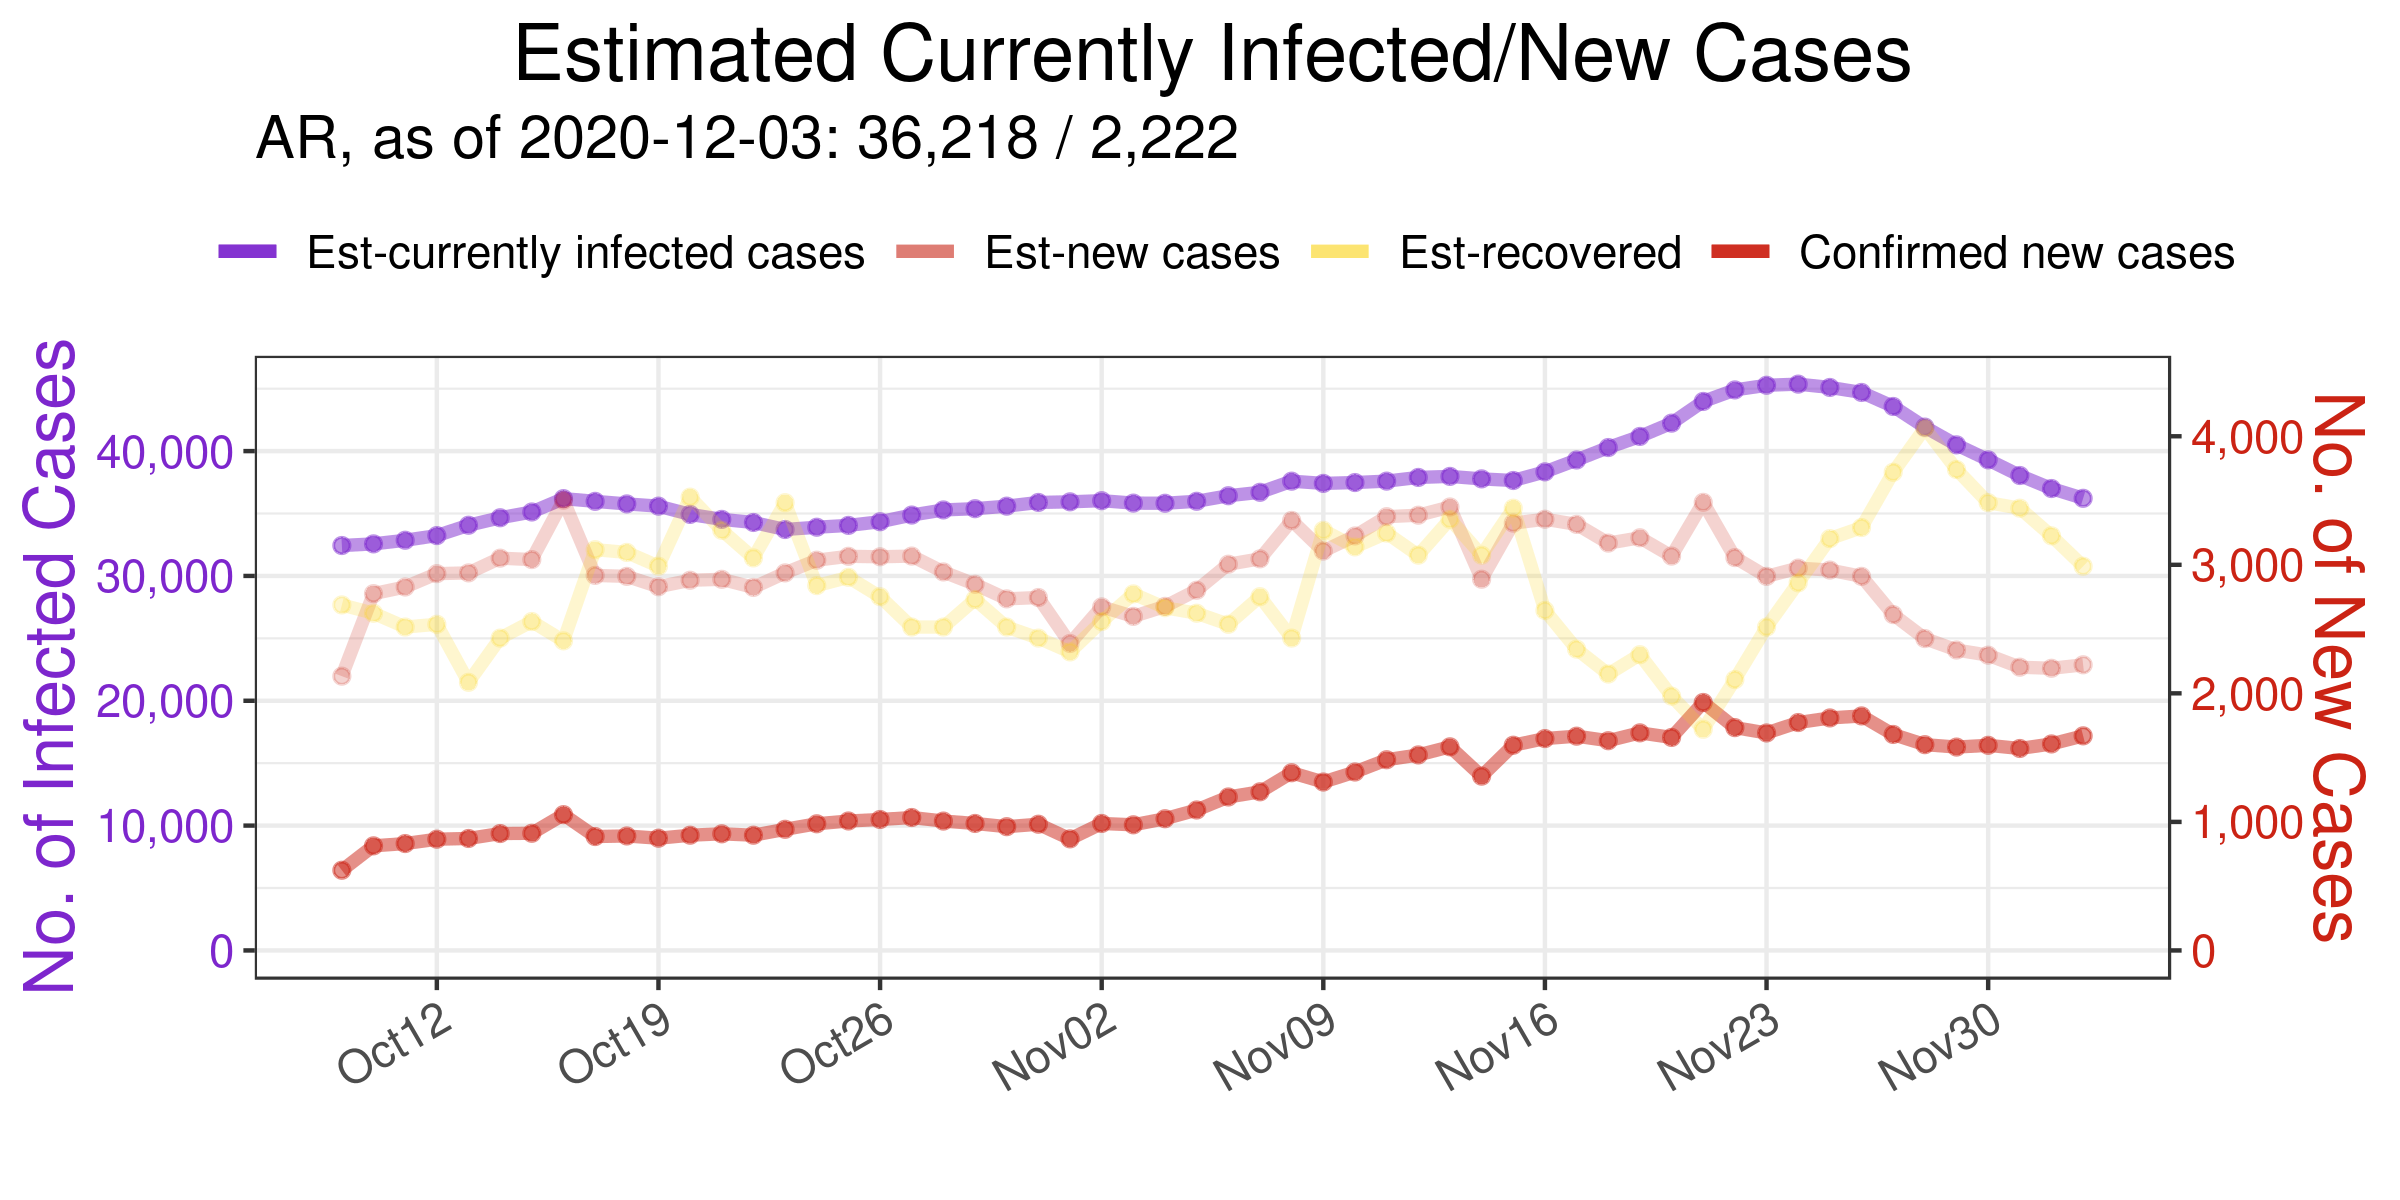 Estimated Currently Infected/New Cases
AR, as of 2020-12-03: 36,218 / 2,222
Est-currently infected cases Est-new cases Est-recovered Confirmed new cases
No. of Infected Cases
40,000
30,000
20,000
10,000
0
4,000
3,000
2,000
1,000
0
No. of New Cases
Oct12 Oct19 Oct26 Nov02 Nov09 Nov16 Nov23 Nov30